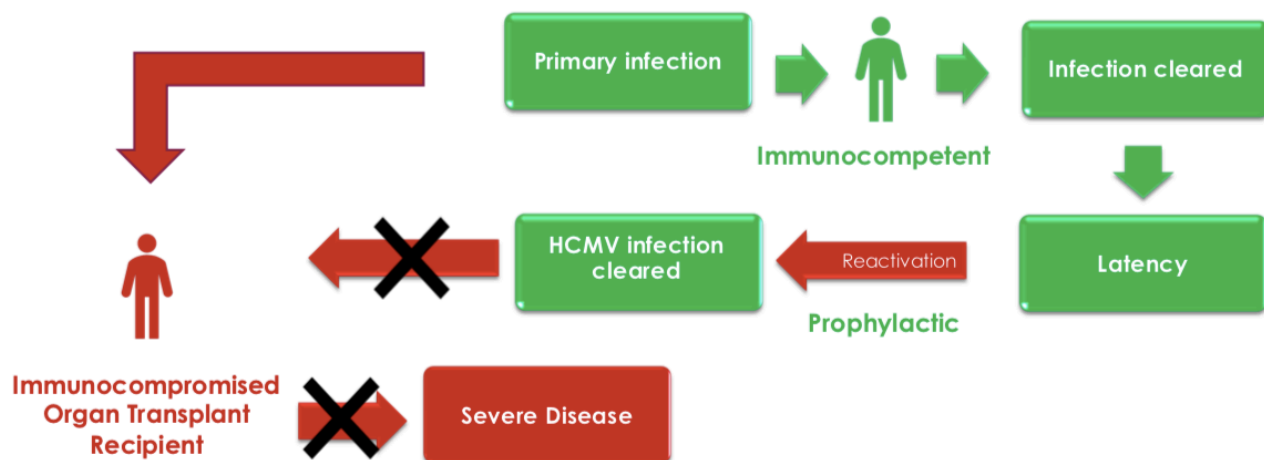 Primary infection
Infection cleared
Immunocompetent
HCMV infection
cleared
Reactivation
Latency
Prophylactic
Immunocompromised
Organ Transplant
Recipient
Severe Disease